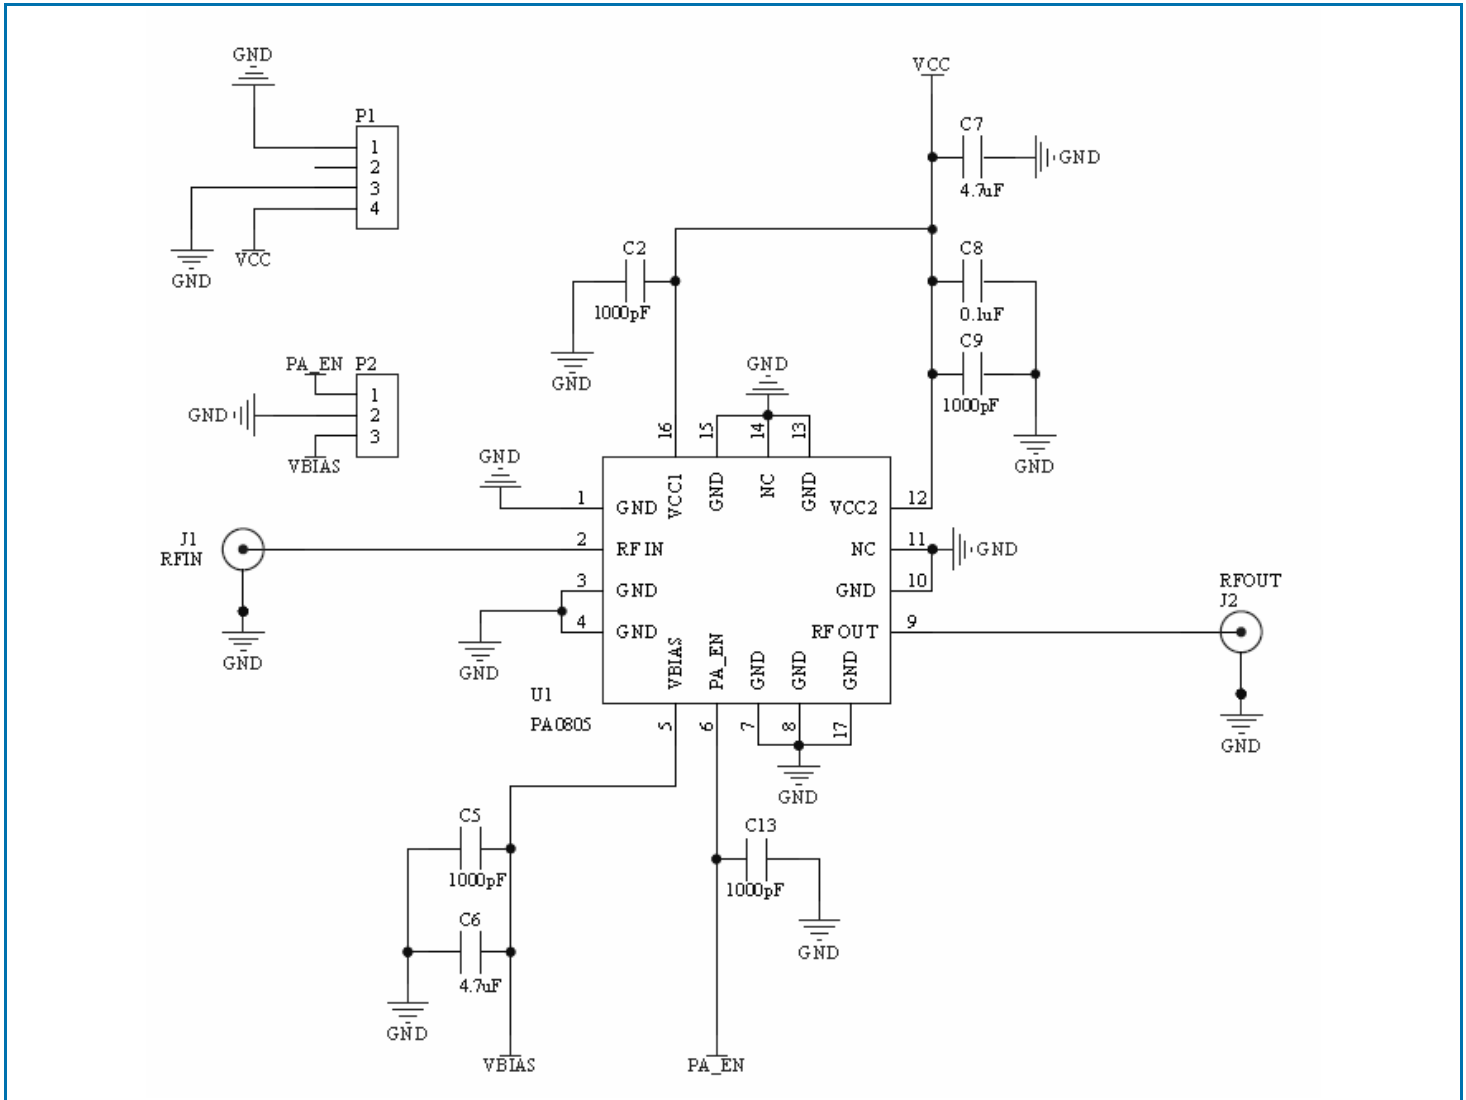 GND
P1
1
2
3
4
GND
VCC
VCC
C7
GND
4.7uF
C2
1000pF
GND
C8
0.1uF
C9
1000pF
GND
PA_EN
P2
1
GND
2
3
VBIAS
GND
16
15
14
13
GND
1
GND
VCC1
GND
NC
GND
VCC2
12
J1
RFIN
2
RFIN
NC
11
GND
3
GND
GND
10
4
GND
RFOUT
9
RFOUT
J2
GND
GND
VBIAS
PA_EN
GND
GND
GND
U1
PA0805
5
6
7
8
17
GND
GND
C5
1000pF
C6
4.7uF
GND
VBIAS
C13
1000pF
GND
PA_EN